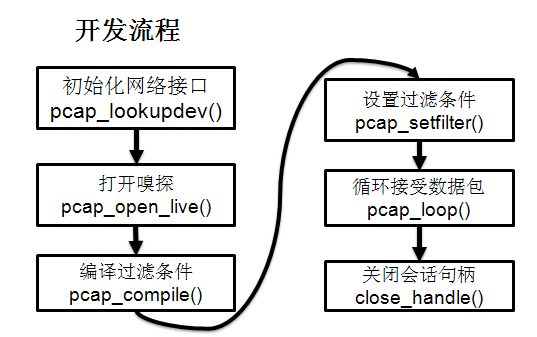 开发流程
初始化网络接口
pcap_lookupdev()
打开嗅探
pcap_open_live()
编译过滤条件
pcap_compile()
设置过滤条件
pcap_setfilter()
循环接受数据包
pcap_loop()
关闭会话句柄
close_handle()